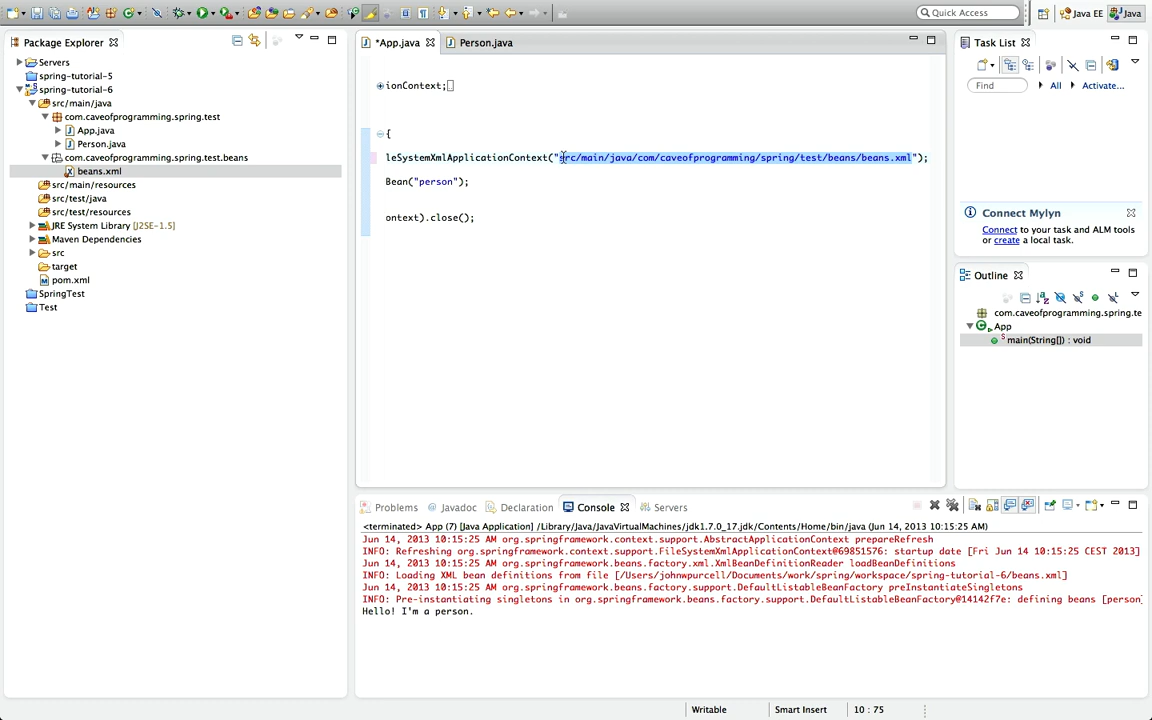 Quick Access
Java EE
Java
Package Explorer
*App.java
Person.java
Task List
Servers
spring-tutorial-5
spring-tutorial-6
src/main/java
com.caveofprogramming.spring.test
App.java
Person.java
com.caveofprogramming.spring.test.beans
beans.xml
src/main/resources
src/test/java
src/test/resources
JRE System Library [J2SE-1.5]
Maven Dependencies
src
target
pom.xml
SpringTest
Test
ionContext;
{
leSystemXmlApplicationContext("src/main/java/com/caveofprogramming/spring/test/beans/beans.xml");
Bean("person");
ontext).close();
Find
All
Activate...
Connect Mylyn
Connect to your task and ALM tools
or create a local task.
Outline
com.caveofprogramming.spring.te
App
main(String[]) : void
Problems
Javadoc
Declaration
Console
Servers
<terminated> App (7) [Java Application] /Library/Java/JavaVirtualMachines/jdk1.7.0_17.jdk/Contents/Home/bin/java (Jun 14, 2013 10:15:25 AM)
Jun 14, 2013 10:15:25 AM org.springframework.context.support.AbstractApplicationContext prepareRefresh
INFO: Refreshing org.springframework.context.support.FileSystemXmlApplicationContext@69851576: startup date [Fri Jun 14 10:15:25 CEST 2013]
Jun 14, 2013 10:15:25 AM org.springframework.beans.factory.xml.XmlBeanDefinitionReader loadBeanDefinitions
INFO: Loading XML bean definitions from file [/Users/johnwpurcell/Documents/work/spring/workspace/spring-tutorial-6/beans.xml]
Jun 14, 2013 10:15:25 AM org.springframework.beans.factory.support.DefaultListableBeanFactory preInstantiateSingletons
INFO: Pre-instantiating singletons in org.springframework.beans.factory.support.DefaultListableBeanFactory@14142f7e: defining beans [person]
Hello! I'm a person.
Writable
Smart Insert
10 : 75